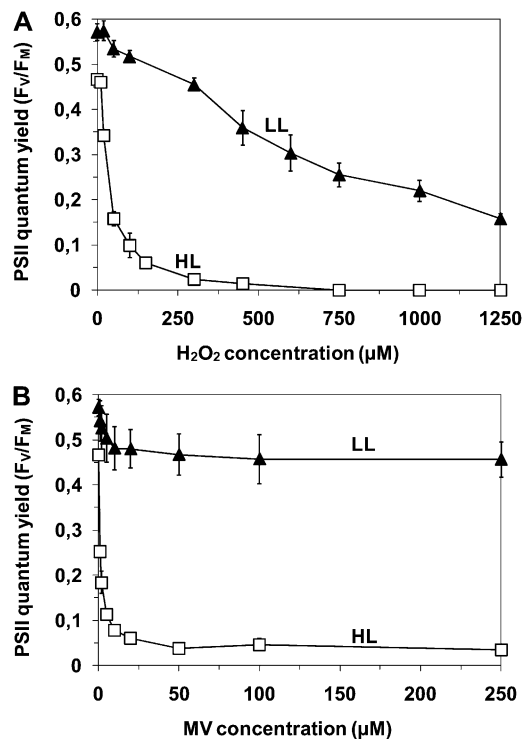 A
PSII quantum yield (FV/FM)
0,6
0,5
0,4
0,3
0,2
0,1
0
LL
HL
0 250 500 750 1000 1250
H2O2 concentration (µM)
B
PSII quantum yield (FV/FM)
0,6
0,5
0,4
0,3
0,2
0,1
0
LL
HL
0 50 100 150 200 250
MV concentration (µM)